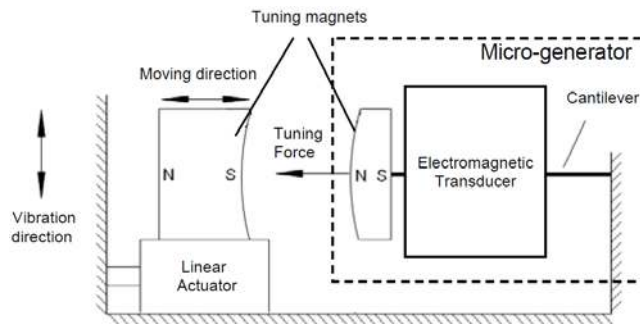 Tuning magnets
Micro-generator
Moving direction
Cantilever
Tuning
Force
N S
N S
Electromagnetic
Transducer
Vibration
direction
Linear
Actuator